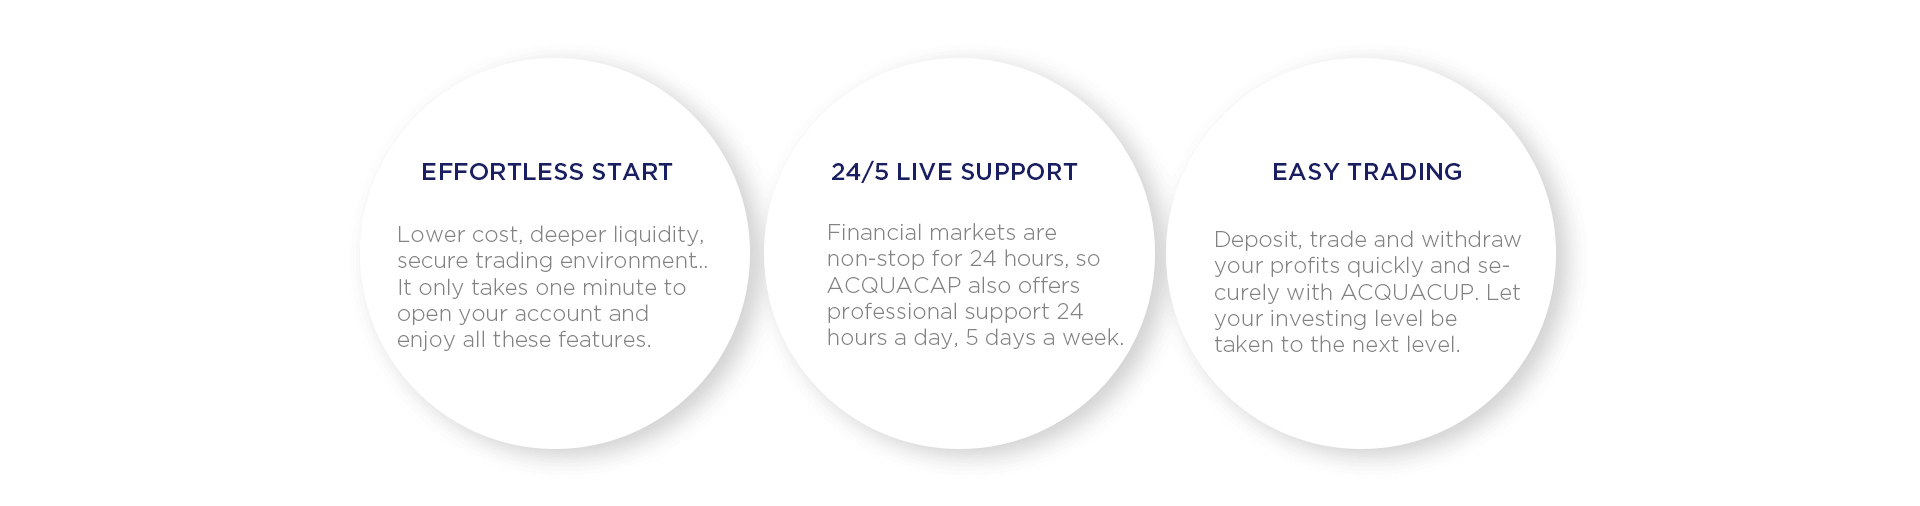 EFFORTLESS START
Lower cost, deeper liquidity,
secure trading environment...
It only takes one minute to
open your account and
enjoy all these features.
24/5 LIVE SUPPORT
Financial markets are
non-stop for 24 hours, so
ACQUACAP also offers
professional support 24
hours a day, 5 days a week.
EASY TRADING
Deposit, trade and withdraw
your profits quickly and se-
curely with ACQUACUP. Let
your investing level be
taken to the next level.